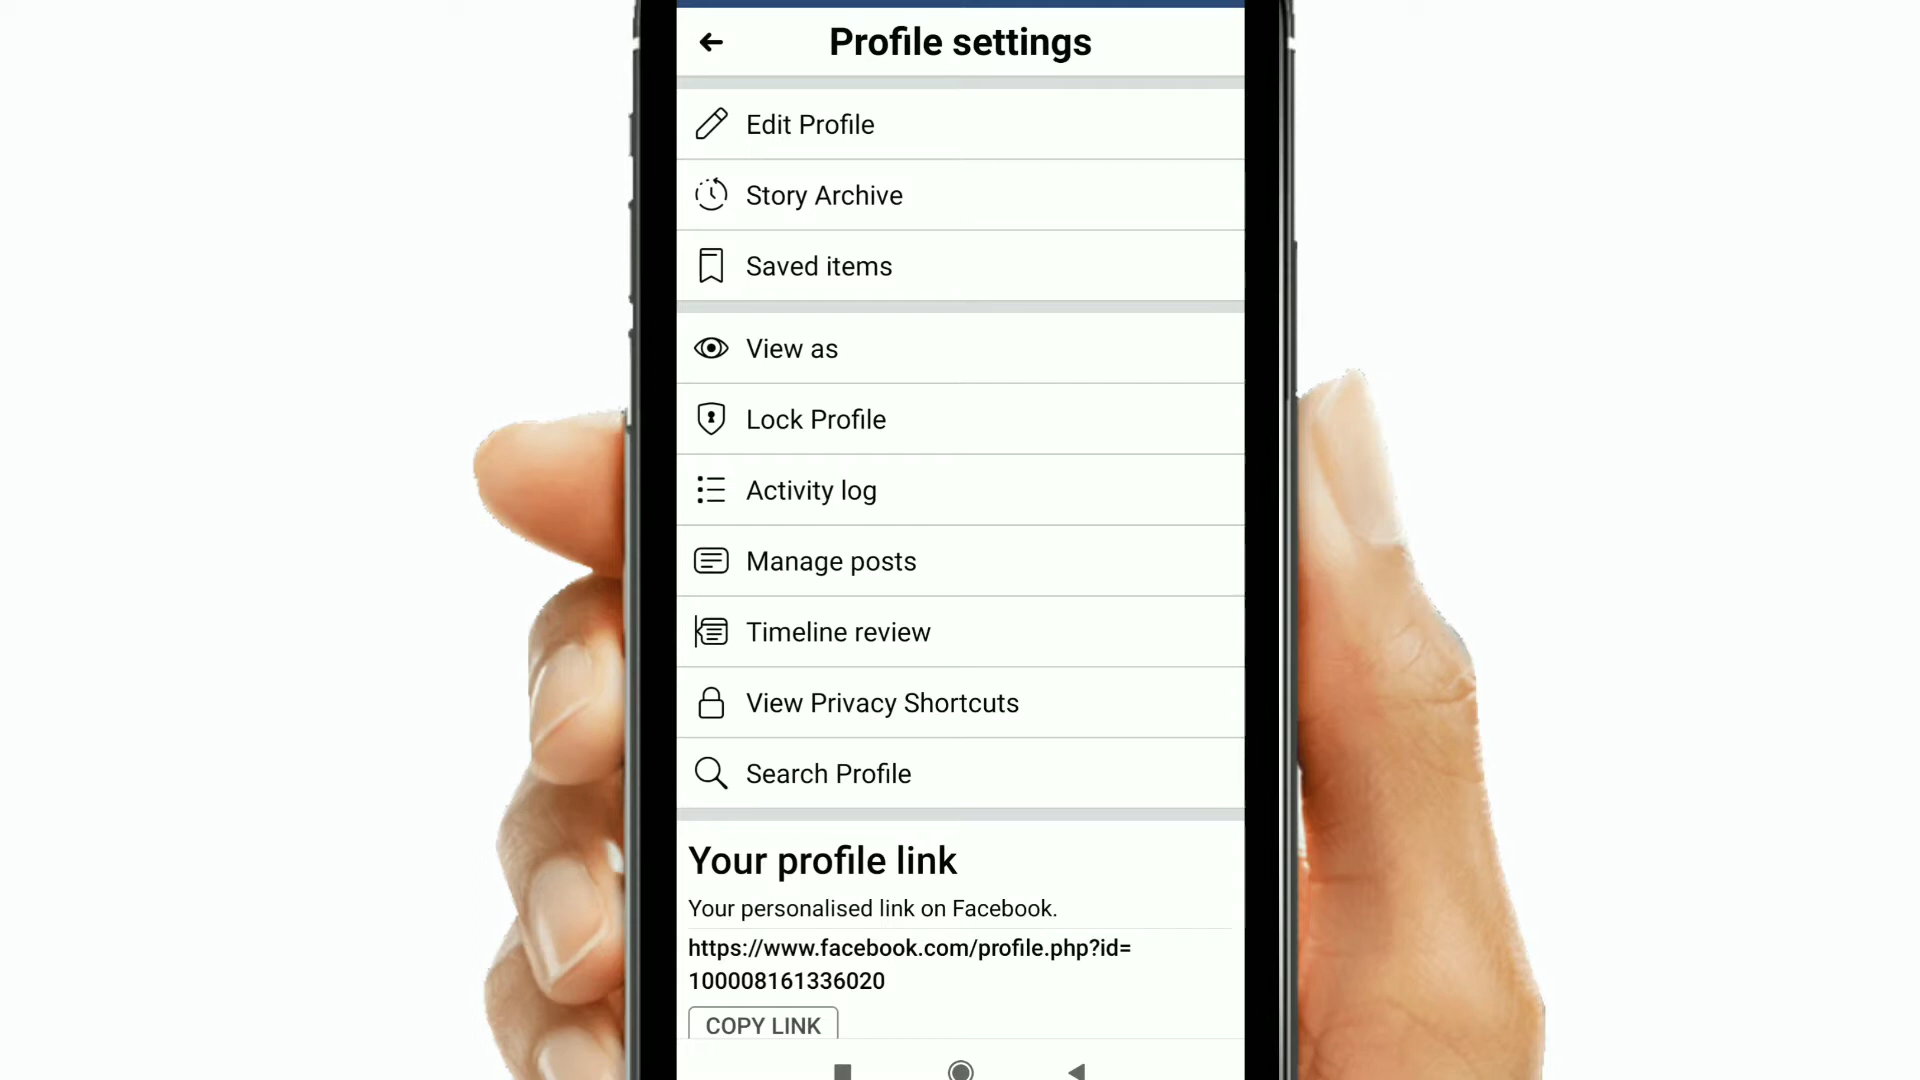 Profile settings
Edit Profile
Story Archive
Saved items
View as
Lock Profile
Activity log
Manage posts
Timeline review
View Privacy Shortcuts
Search Profile
Your profile link
Your personalised link on Facebook.
https://www.facebook.com/profile.php?id=
100008161336020
COPY LINK